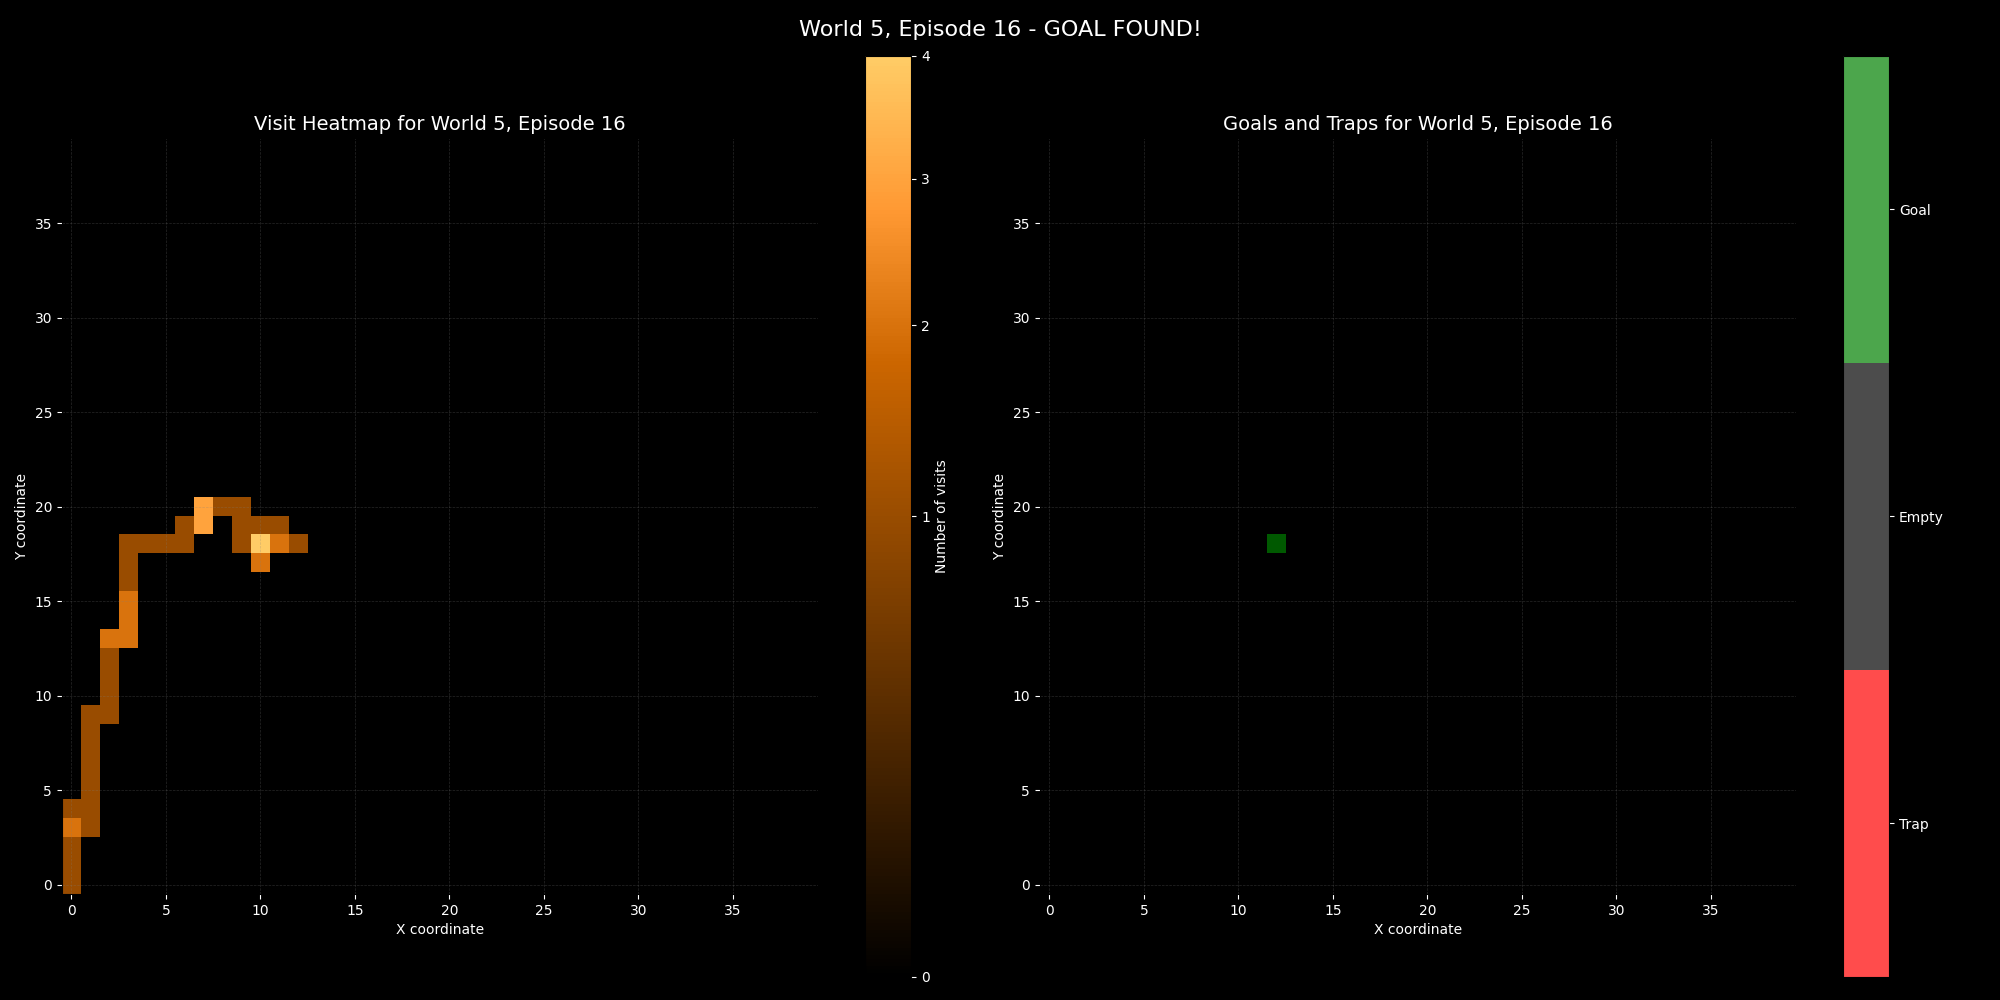 World 5, Episode 16 - GOAL FOUND!
Visit Heatmap for World 5, Episode 16
35
30
25
20
15
10
5
0
Y coordinate
0 5 10 15 20 25 30 35
X coordinate
4
3
2
1
0
Number of visits
Goals and Traps for World 5, Episode 16
35
30
25
20
15
10
5
0
Y coordinate
0 5 10 15 20 25 30 35
X coordinate
Goal
Empty
Trap